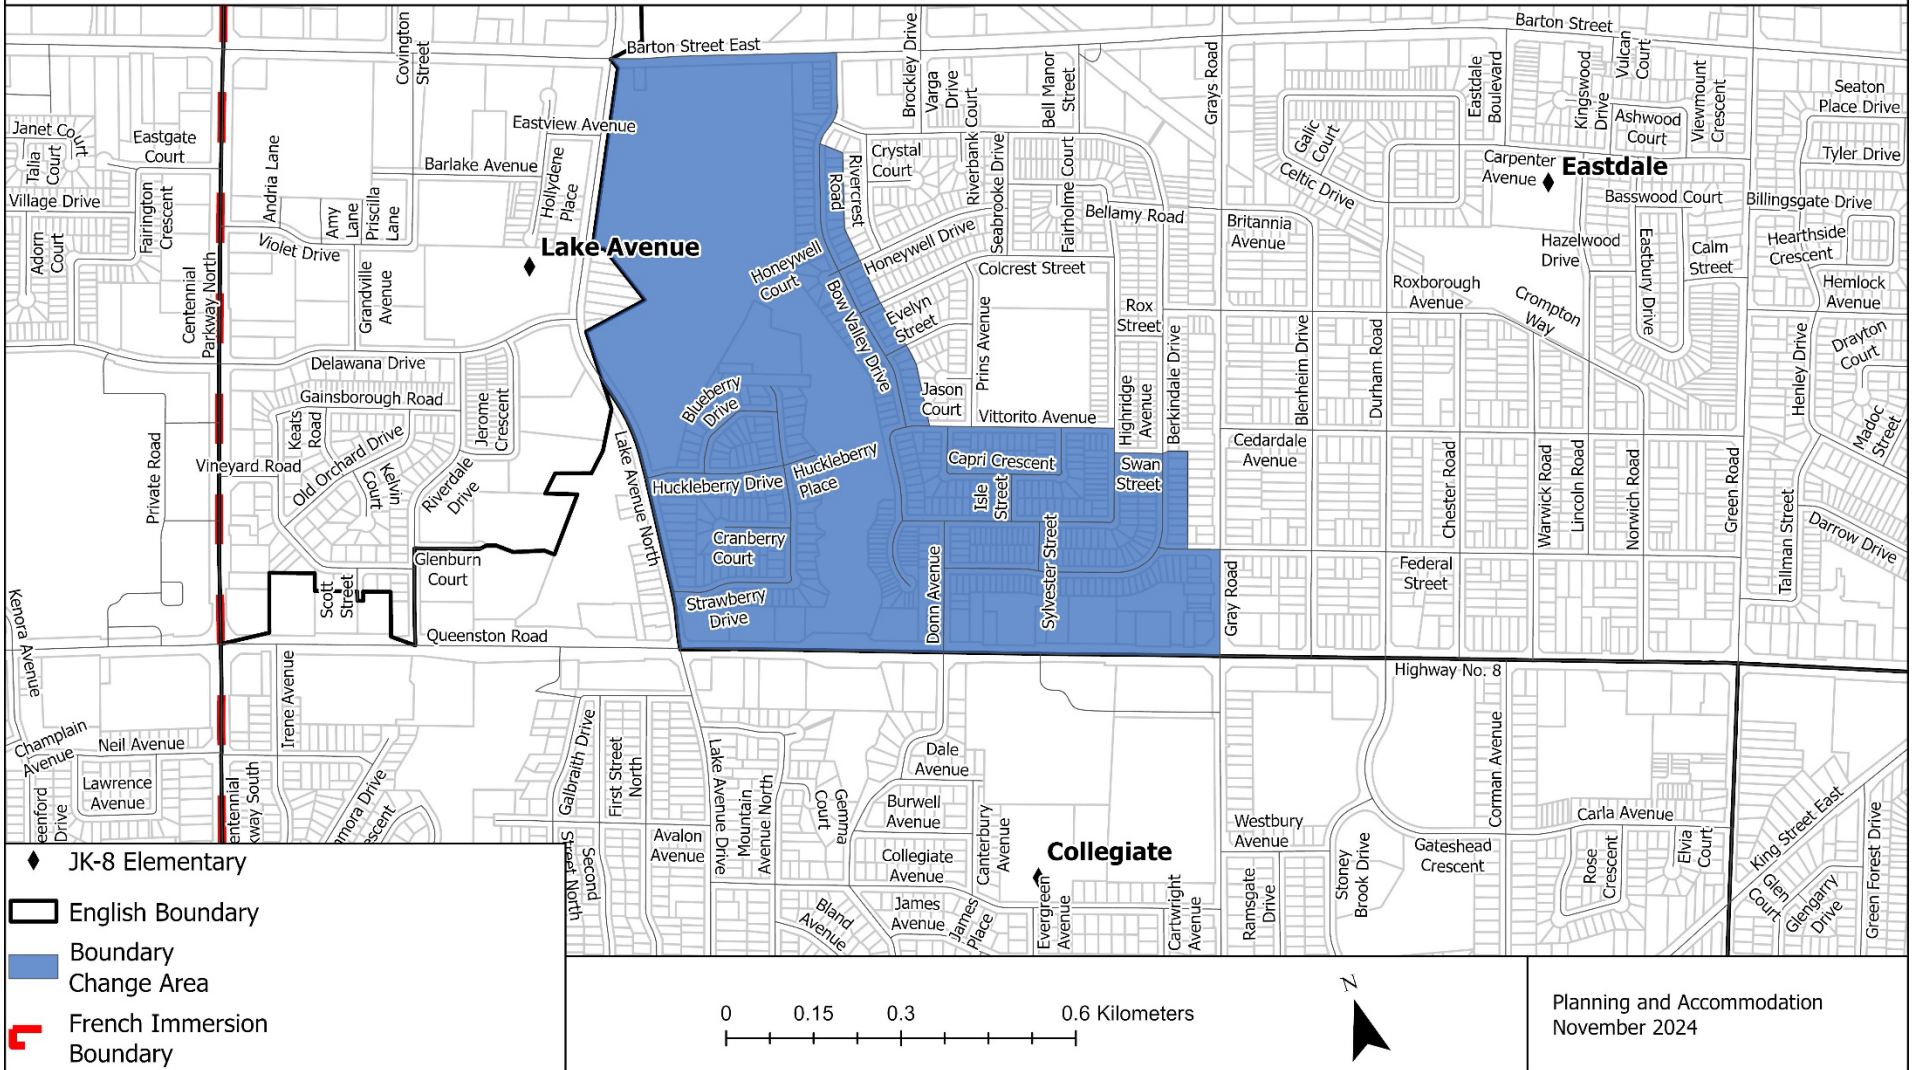 Barton Street East
Barton Street
Covington
Street
Brockley Drive
Varga
Drive
Bell Manor
Street
Grays Road
Eastdale
Boulevard
Kingswood
Drive
Vulcan
Court
Viewmount
Crescent
Seaton
Place Drive
Janet Court
Talia
Court
Eastgate
Court
Eastview Avenue
Barlake Avenue
Hollydene
Place
Andria Lane
Amy
Lane
Priscilla
Lane
Village Drive
Fairington
Crescent
Adorn
Court
Violet Drive
Grandville
Avenue
Centennial
Parkway North
Lake Avenue
Rivercrest
Road
Crystal
Court
Riverbank Court
Seabrooke Drive
Fairholme Court
Bellamy Road
Galic
Court
Celtic Drive
Ashwood
Court
Carpenter
Avenue
Eastdale
Tyler Drive
Basswood Court
Billingsgate Drive
Britannia
Avenue
Hazelwood
Drive
Eastbury Drive
Calm
Street
Hearthside
Crescent
Hemlock
Avenue
Honeywell
Court
Honeywell Drive
Colcrest Street
Bow Valley Drive
Evelyn
Street
Prins Avenue
Rox
Street
Roxborough
Avenue
Crompton
Way
Drayton
Court
Delawana Drive
Gainsborough Road
Keats
Road
Jerome
Crescent
Old Orchard Drive
Kelvin
Court
Vineyard Road
Riverdale
Drive
Private Road
Blueberry
Drive
Jason
Court
Vittorito Avenue
Highridge
Avenue
Berkindale Drive
Blenheim Drive
Durham Road
Henley Drive
Madoc
Street
Lake Avenue North
Huckleberry Drive
Huckleberry
Place
Capri Crescent
Isle
Street
Swan
Street
Cedardale
Avenue
Chester Road
Warwick Road
Lincoln Road
Norwich Road
Green Road
Tallman Street
Darrow Drive
Cranberry
Court
Strawberry
Drive
Donn Avenue
Sylvester Street
Gray Road
Federal
Street
Glenburn
Court
Scott
Street
Kenora Avenue
Queenston Road
Highway No. 8
Irene Avenue
Champlain
Avenue
Neil Avenue
Lawrence
Avenue
eenford
Drive
entennial
kway South
nmora Drive
escent
Galbraith Drive
First Street
North
Second
Street North
Avalon
Avenue
Lake Avenue Drive
Mountain
Avenue North
Gemma
Court
Dale
Avenue
Burwell
Avenue
Collegiate
Avenue
Canterbury
Avenue
James
Avenue
James
Place
Bland
Avenue
Collegiate
Evergreen
Avenue
Cartwright
Avenue
Westbury
Avenue
Ramsgate
Drive
Stoney
Brook Drive
Gateshead
Crescent
Corman Avenue
Carla Avenue
Rose
Crescent
Elvia
Court
King Street East
Glen
Court
Glengarry
Drive
Green Forest Drive
JK-8 Elementary
English Boundary
Boundary
Change Area
French Immersion
Boundary
0 0.15 0.3 0.6 Kilometers
N
Planning and Accommodation
November 2024